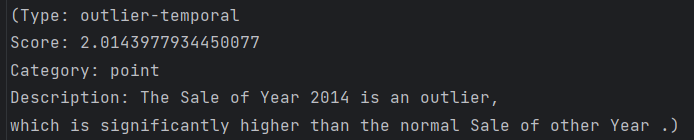 (Type: outlier-temporal
Score: 2.0143977934450077
Category: point
Description: The Sale of Year 2014 is an outlier,
which is significantly higher than the normal Sale of other Year .)